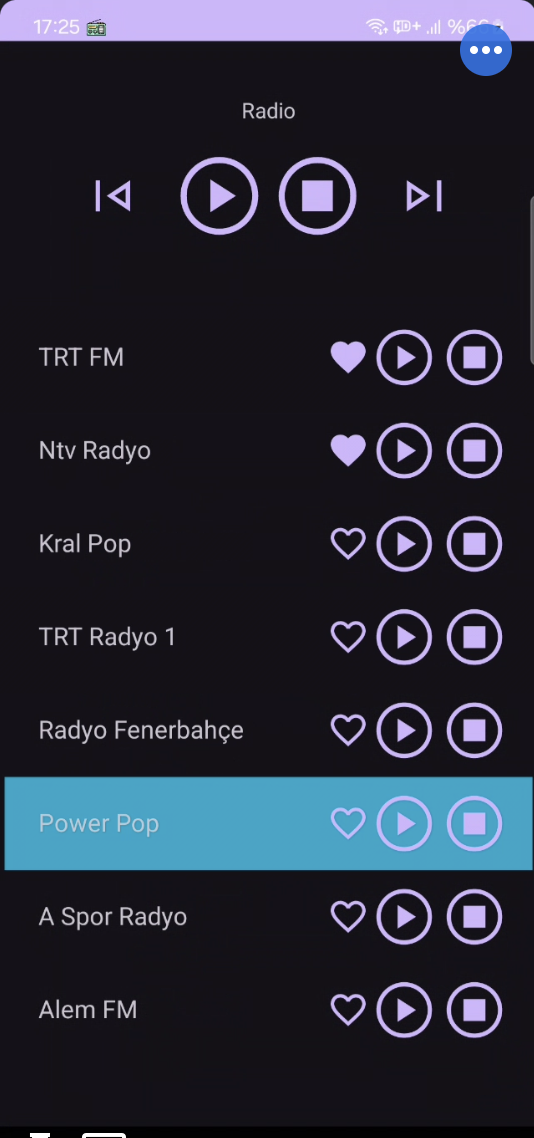 17:25
Radio
TRT FM
Ntv Radyo
Kral Pop
TRT Radyo 1
Radyo Fenerbahçe
Power Pop
A Spor Radyo
Alem FM